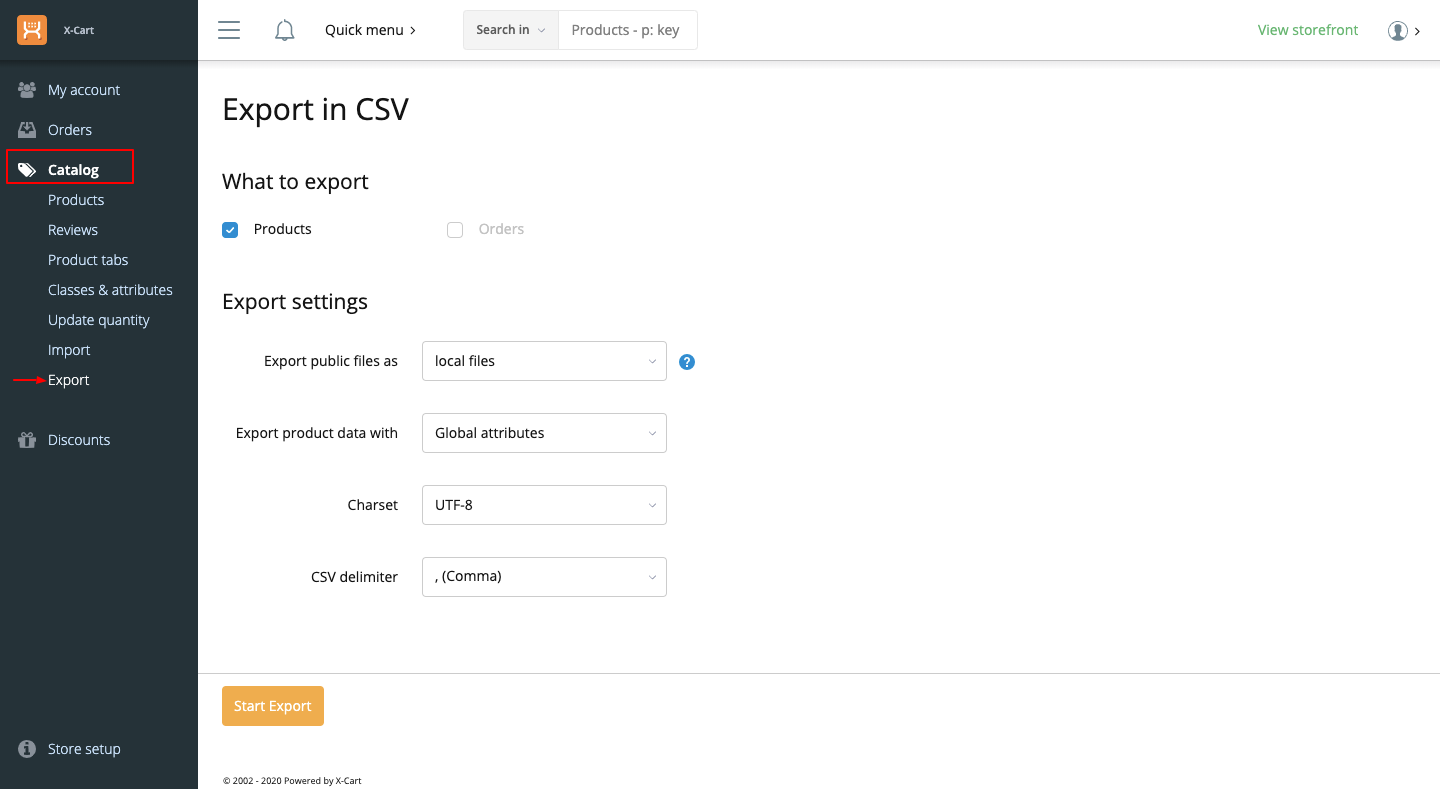 X-Cart
Quick menu
Search in
Products - p: key
View storefront
My account
Orders
Catalog
Products
Reviews
Product tabs
Classes & attributes
Update quantity
Import
Export
Discounts
Store setup
Export in CSV
What to export
Products
Orders
Export settings
Export public files as
local files
?
Export product data with
Global attributes
Charset
UTF-8
CSV delimiter
, (Comma)
Start Export
© 2002 - 2020 Powered by X-Cart